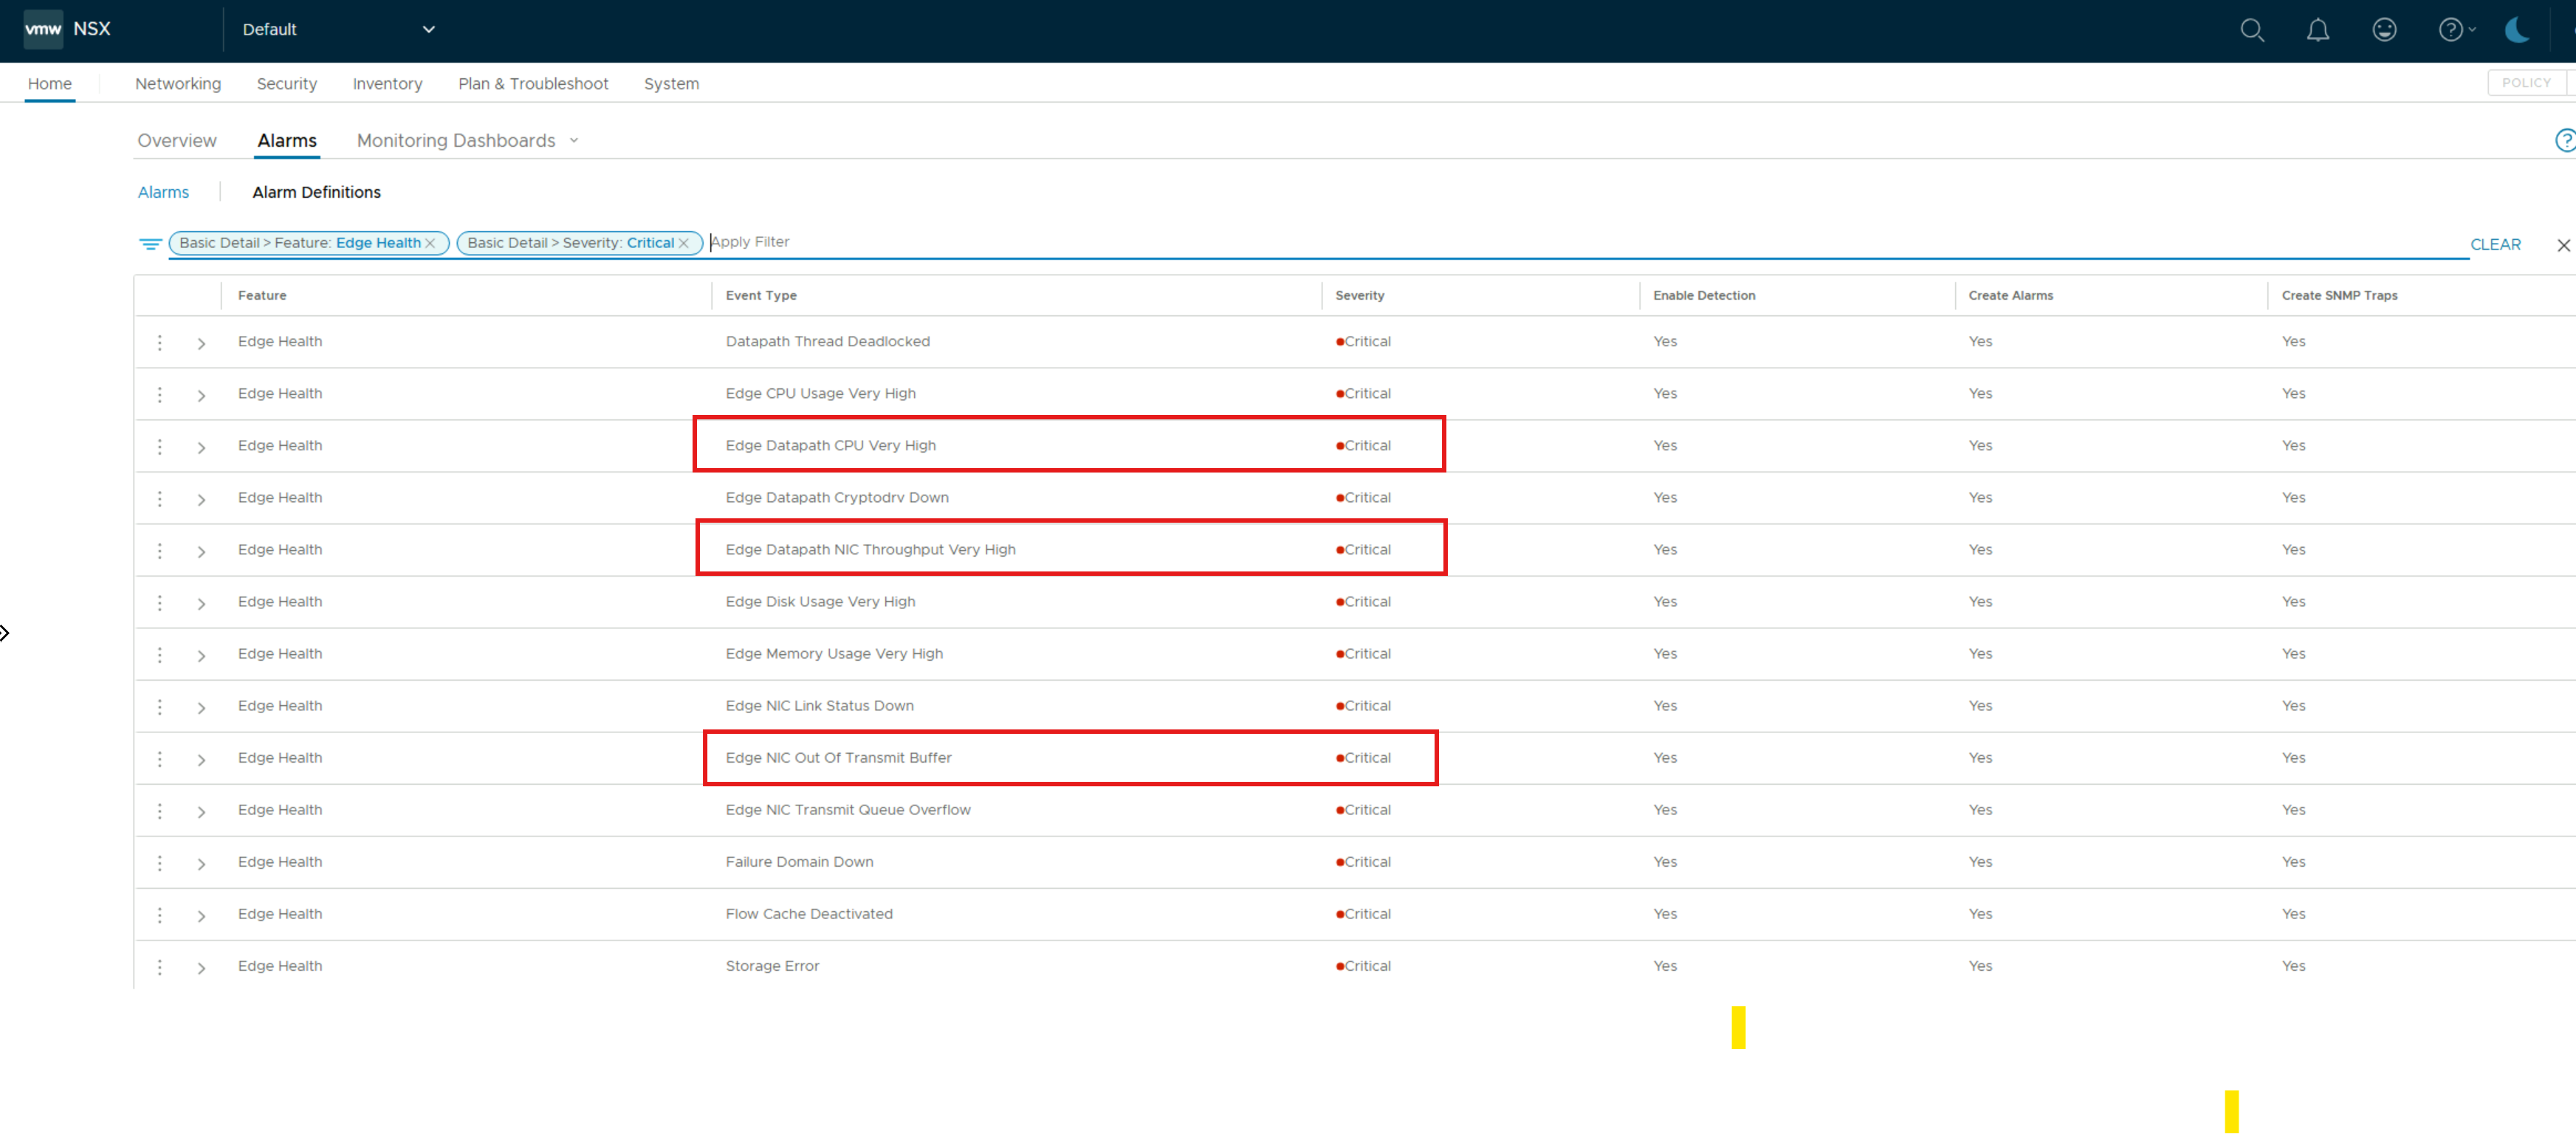 vmw NSX Default
Home Networking Security Inventory Plan & Troubleshoot System POLICY
Overview Alarms Monitoring Dashboards
Alarms Alarm Definitions
Basic Detail > Feature: Edge Health Basic Detail > Severity: Critical Apply Filter CLEAR
Feature Event Type Severity Enable Detection Create Alarms Create SNMP Traps
Edge Health Datapath Thread Deadlocked Critical Yes Yes Yes
Edge Health Edge CPU Usage Very High Critical Yes Yes Yes
Edge Health Edge Datapath CPU Very High Critical Yes Yes Yes
Edge Health Edge Datapath Cryptodrv Down Critical Yes Yes Yes
Edge Health Edge Datapath NIC Throughput Very High Critical Yes Yes Yes
Edge Health Edge Disk Usage Very High Critical Yes Yes Yes
Edge Health Edge Memory Usage Very High Critical Yes Yes Yes
Edge Health Edge NIC Link Status Down Critical Yes Yes Yes
Edge Health Edge NIC Out Of Transmit Buffer Critical Yes Yes Yes
Edge Health Edge NIC Transmit Queue Overflow Critical Yes Yes Yes
Edge Health Failure Domain Down Critical Yes Yes Yes
Edge Health Flow Cache Deactivated Critical Yes Yes Yes
Edge Health Storage Error Critical Yes Yes Yes